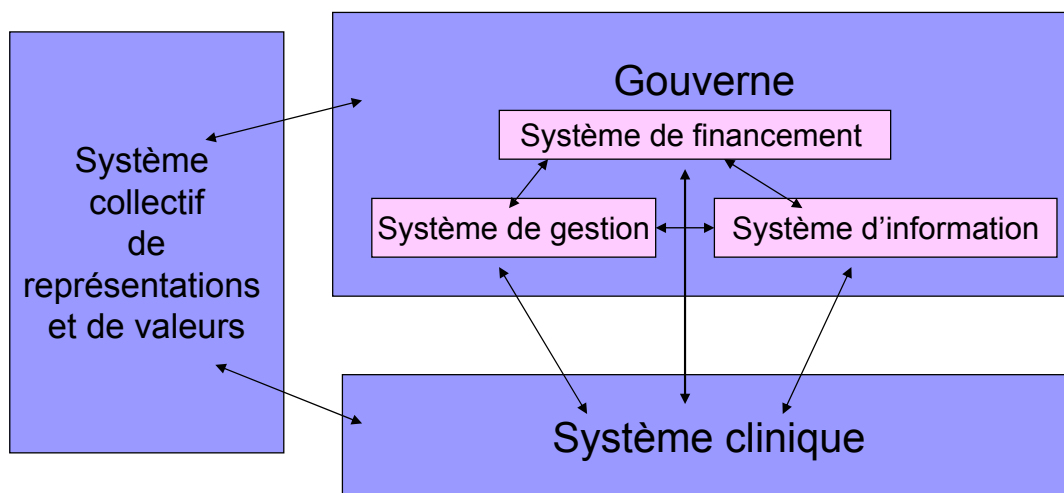 Système
collectif
de
représentations
et de valeurs
Gouverne
Système de financement
Système de gestion
Système d’information
Système clinique